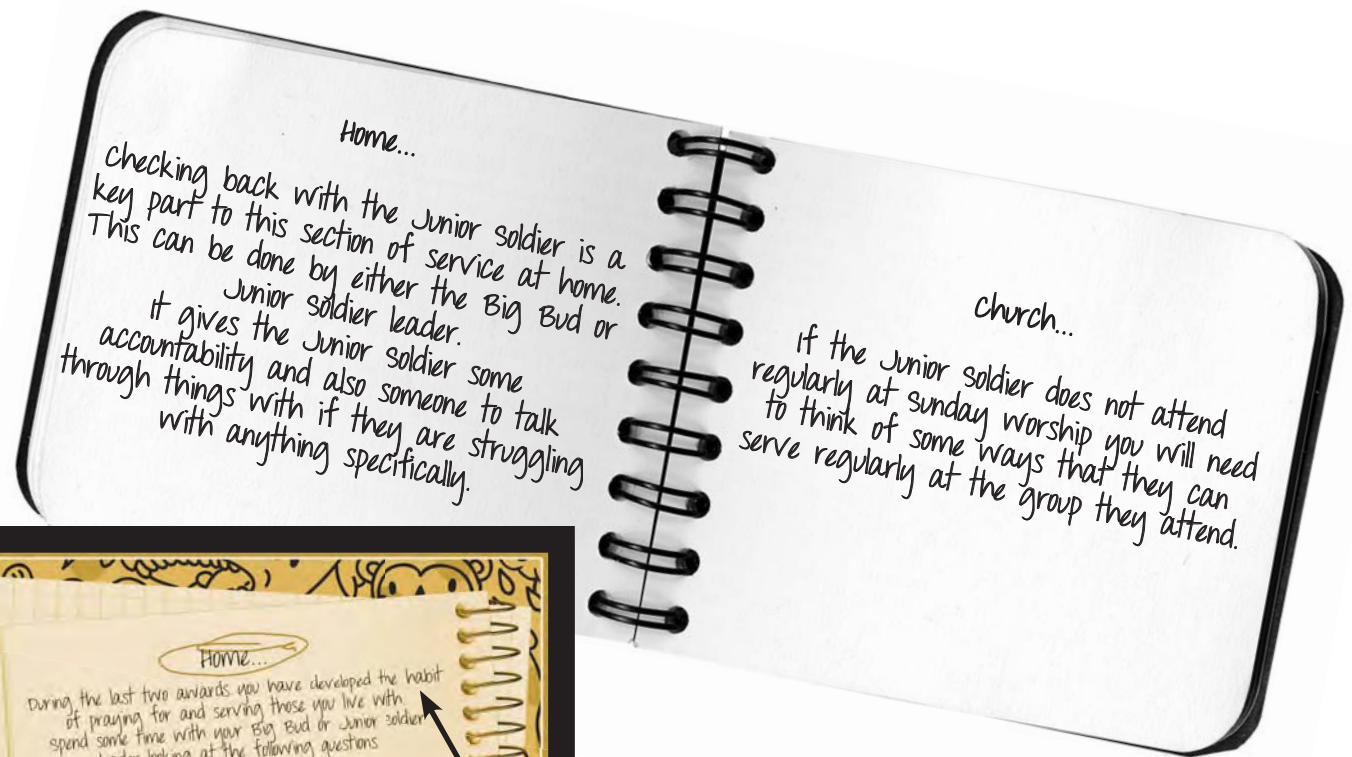 Home...
Checking back with the Junior Soldier is a
key part to this section of service at home.
This can be done by either the Big Bud or
Junior Soldier leader.
It gives the Junior Soldier some
accountability and also someone to talk
through things with if they are struggling
with anything specifically.
Church...
If the Junior Soldier does not attend
regularly at Sunday worship you will need
to think of some ways that they can
serve regularly at the group they attend.
Home...
During the last two awards you have developed the habit
of praying for and serving those you live with.
spend some time with your Big Bud or Junior Soldier
looking at the following questions